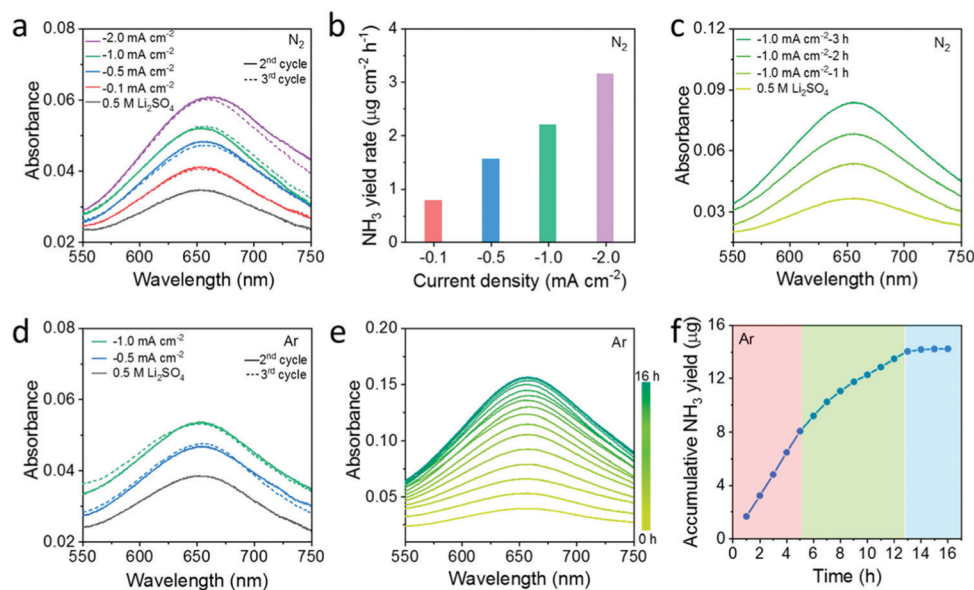 a
N₂
-2.0 mA cm⁻²
-1.0 mA cm⁻²
-0.5 mA cm⁻²
-0.1 mA cm⁻²
0.5 M Li₂SO₄
2ⁿᵈ cycle
3ʳᵈ cycle
Absorbance
0.08
0.06
0.04
0.02
550 600 650 700 750
Wavelength (nm)
b
N₂
NH₃ yield rate (μg cm⁻² h⁻¹)
4
3
2
1
0
-0.1 -0.5 -1.0 -2.0
Current density (mA cm⁻²)
c
N₂
-1.0 mA cm⁻²-3 h
-1.0 mA cm⁻²-2 h
-1.0 mA cm⁻²-1 h
0.5 M Li₂SO₄
Absorbance
0.12
0.09
0.06
0.03
550 600 650 700 750
Wavelength (nm)
d
Ar
-1.0 mA cm⁻²
-0.5 mA cm⁻²
0.5 M Li₂SO₄
2ⁿᵈ cycle
3ʳᵈ cycle
Absorbance
0.08
0.06
0.04
0.02
550 600 650 700 750
Wavelength (nm)
e
Ar
16 h
0 h
Absorbance
0.20
0.15
0.10
0.05
550 600 650 700 750
Wavelength (nm)
f
Ar
Accumulative NH₃ yield (μg)
16
12
8
4
0
0 2 4 6 8 10 12 14 16
Time (h)